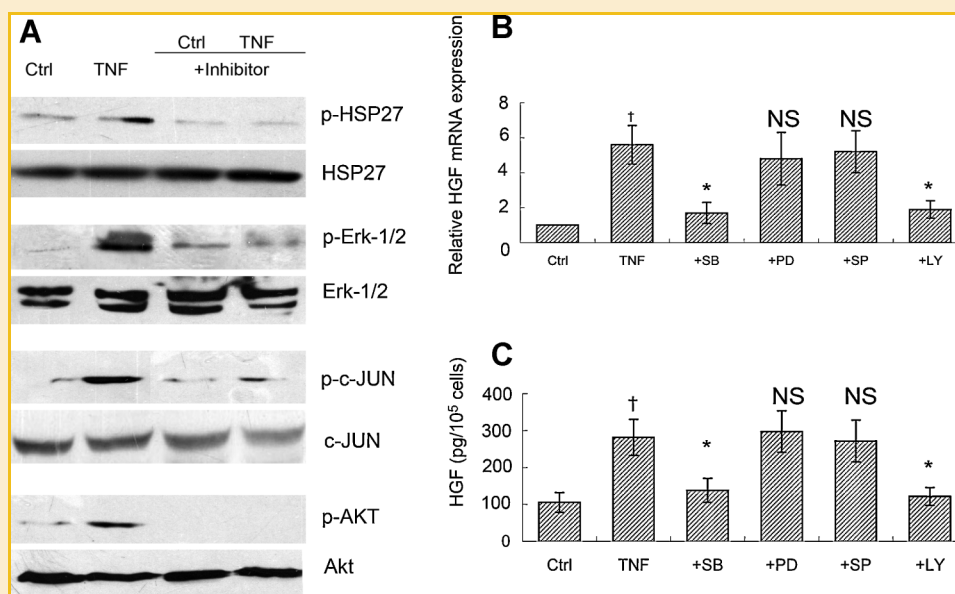 A
Ctrl TNF
Ctrl TNF
+Inhibitor
p-HSP27
HSP27
p-Erk-1/2
Erk-1/2
p-c-JUN
c-JUN
p-AKT
Akt
B
Relative HGF mRNA expression
8
6
4
2
0
† * NS NS *
Ctrl TNF +SB +PD +SP +LY
C
HGF (pg/10⁵ cells)
400
300
200
100
0
† * NS NS *
Ctrl TNF +SB +PD +SP +LY